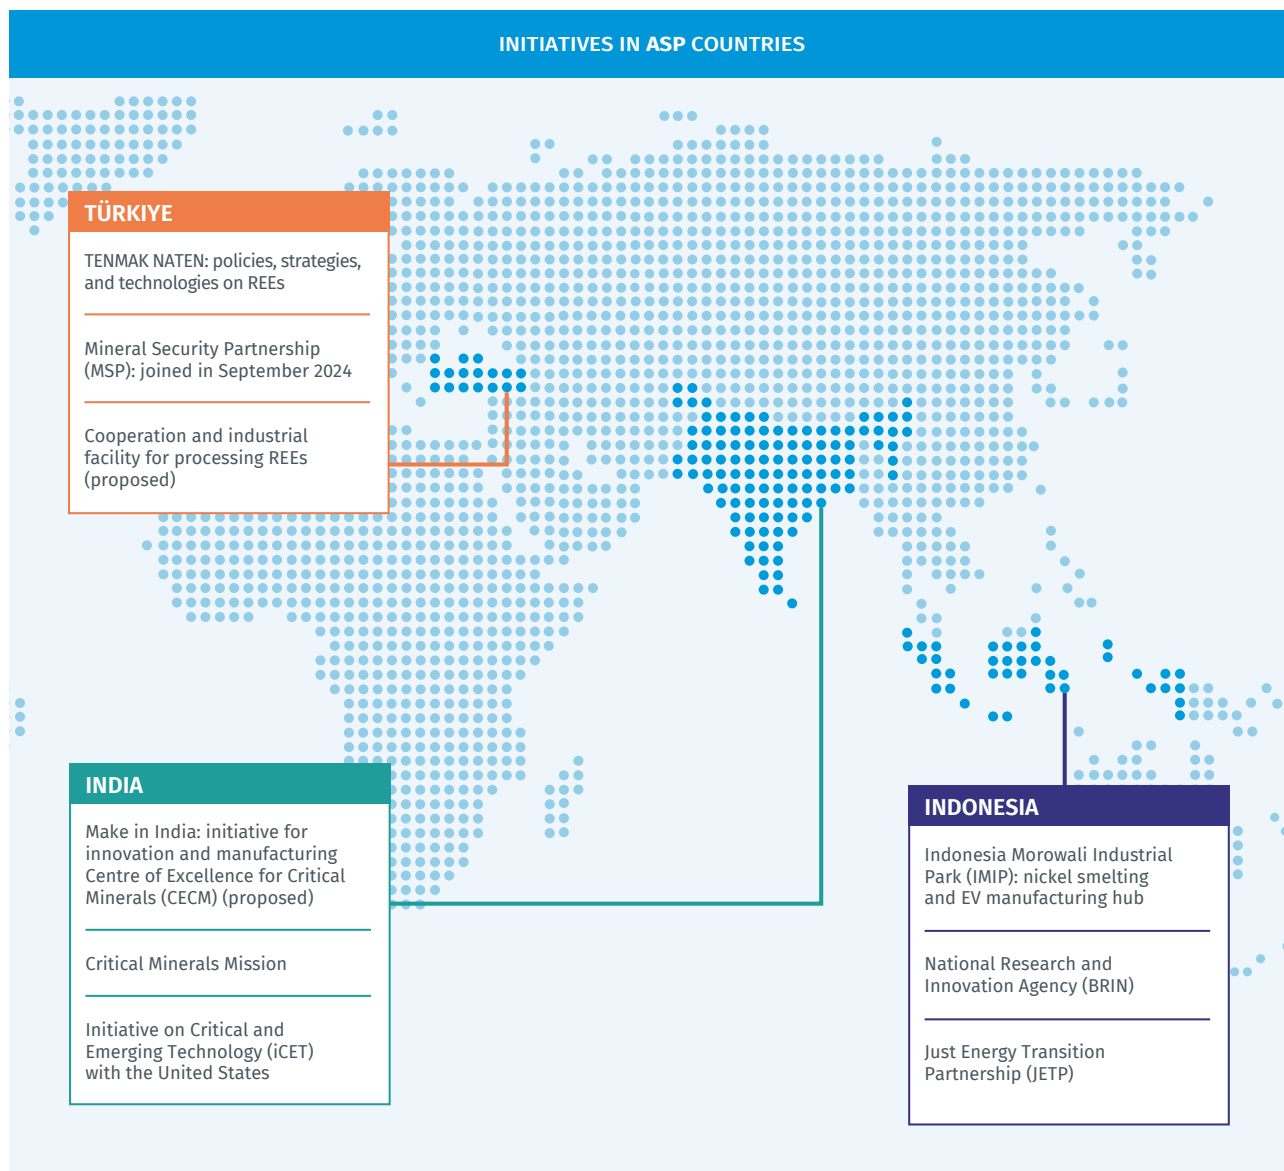 INITIATIVES IN ASP COUNTRIES
TÜRKIYE
TENMAK NATEN: policies, strategies,
and technologies on REEs
Mineral Security Partnership
(MSP): joined in September 2024
Cooperation and industrial
facility for processing REEs
(proposed)
INDIA
Make in India: initiative for
innovation and manufacturing
Centre of Excellence for Critical
Minerals (CECM) (proposed)
Critical Minerals Mission
Initiative on Critical and
Emerging Technology (iCET)
with the United States
INDONESIA
Indonesia Morowali Industrial
Park (IMIP): nickel smelting
and EV manufacturing hub
National Research and
Innovation Agency (BRIN)
Just Energy Transition
Partnership (JETP)